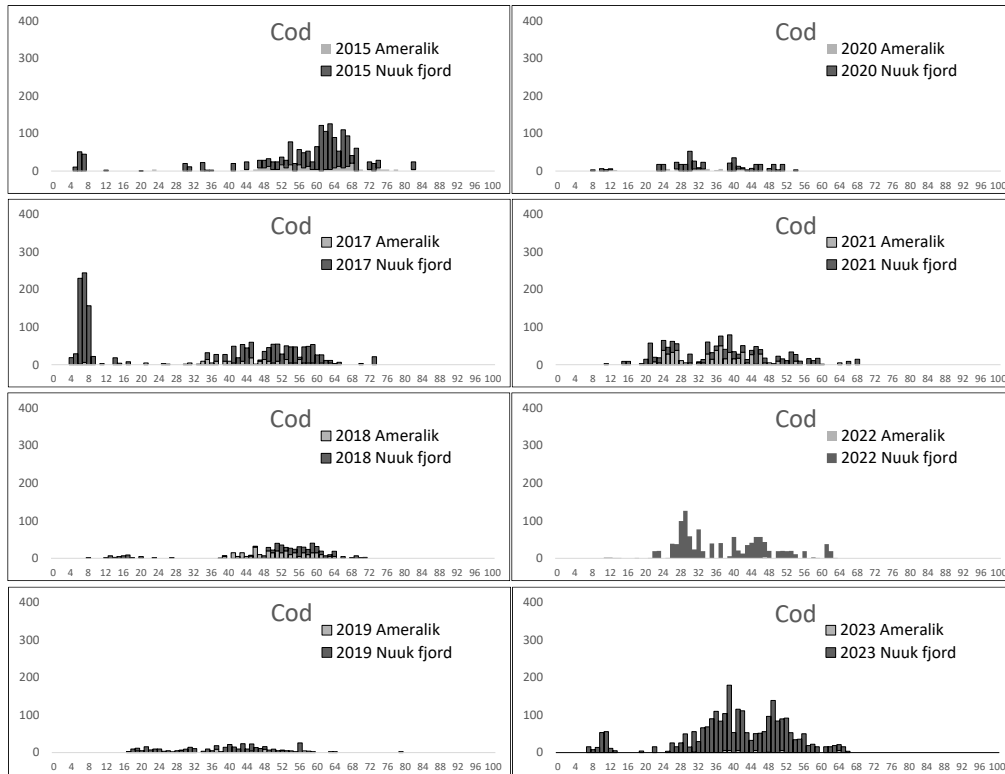 Cod
2015 Ameralik
2015 Nuuk fjord
400
300
200
100
0
0 4 8 12 16 20 24 28 32 36 40 44 48 52 56 60 64 68 72 76 80 84 88 92 96 100
Cod
2020 Ameralik
2020 Nuuk fjord
400
300
200
100
0
0 4 8 12 16 20 24 28 32 36 40 44 48 52 56 60 64 68 72 76 80 84 88 92 96 100
Cod
2017 Ameralik
2017 Nuuk fjord
400
300
200
100
0
0 4 8 12 16 20 24 28 32 36 40 44 48 52 56 60 64 68 72 76 80 84 88 92 96 100
Cod
2021 Ameralik
2021 Nuuk fjord
400
300
200
100
0
0 4 8 12 16 20 24 28 32 36 40 44 48 52 56 60 64 68 72 76 80 84 88 92 96 100
Cod
2018 Ameralik
2018 Nuuk fjord
400
300
200
100
0
0 4 8 12 16 20 24 28 32 36 40 44 48 52 56 60 64 68 72 76 80 84 88 92 96 100
Cod
2022 Ameralik
2022 Nuuk fjord
400
300
200
100
0
0 4 8 12 16 20 24 28 32 36 40 44 48 52 56 60 64 68 72 76 80 84 88 92 96 100
Cod
2019 Ameralik
2019 Nuuk fjord
400
300
200
100
0
0 4 8 12 16 20 24 28 32 36 40 44 48 52 56 60 64 68 72 76 80 84 88 92 96 100
Cod
2023 Ameralik
2023 Nuuk fjord
400
300
200
100
0
0 4 8 12 16 20 24 28 32 36 40 44 48 52 56 60 64 68 72 76 80 84 88 92 96 100